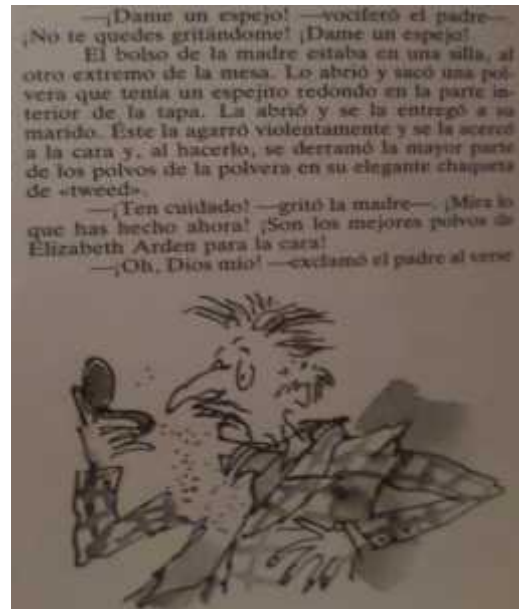 —¡Dame un espejo! —vociferó el padre—.
¡No te quedes gritándome! ¡Dame un espejo!
El bolso de la madre estaba en una silla, al
otro extremo de la mesa. Lo abrió y sacó una pol-
vera que tenía un espejito redondo en la parte in-
terior de la tapa. La abrió y se la entregó a su
marido. Éste la agarró violentamente y se la acercó
a la cara y, al hacerlo, se derramó la mayor parte
de los polvos de la polvera en su elegante chaqueta
de «tweed».
—¡Ten cuidado! —gritó la madre—. ¡Mira lo
que has hecho ahora! ¡Son los mejores polvos de
Elizabeth Arden para la cara!
—¡Oh, Dios mío! —exclamó el padre al verse